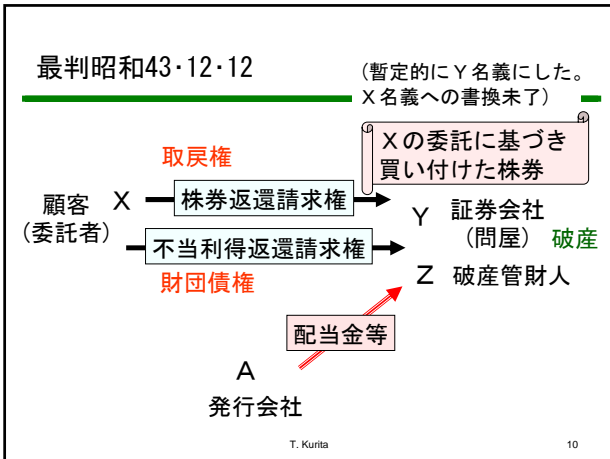 最判昭和43・12・12
(暫定的にY名義にした。
X名義への書換未了)
Xの委託に基づき
買い付けた株券
取戻権
顧客 X
(委託者)
株券返還請求権
Y 証券会社
(問屋) 破産
不当利得返還請求権
財団債権
Z 破産管財人
配当金等
A
発行会社
T. Kurita
10